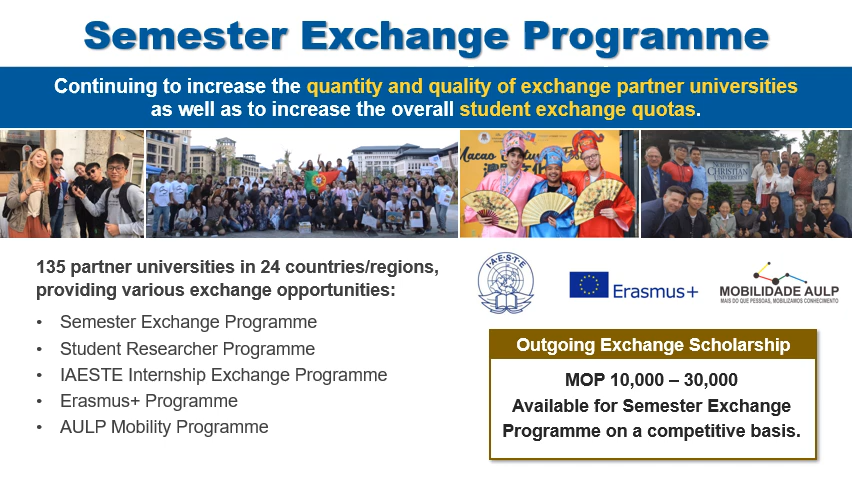 Semester Exchange Programme
Continuing to increase the quantity and quality of exchange partner universities
as well as to increase the overall student exchange quotas.
CHRISTIAN
135 partner universities in 24 countries/regions,
providing various exchange opportunities:
• Semester Exchange Programme
• Student Researcher Programme
• IAESTE Internship Exchange Programme
• Erasmus+ Programme
• AULP Mobility Programme
I·A·E·S·T·E
Erasmus+
MOBILIDADE AULP
MAIS DO QUE PESSOAS, MOBILIZAMOS CONHECIMENTO
Outgoing Exchange Scholarship
MOP 10,000 – 30,000
Available for Semester Exchange
Programme on a competitive basis.